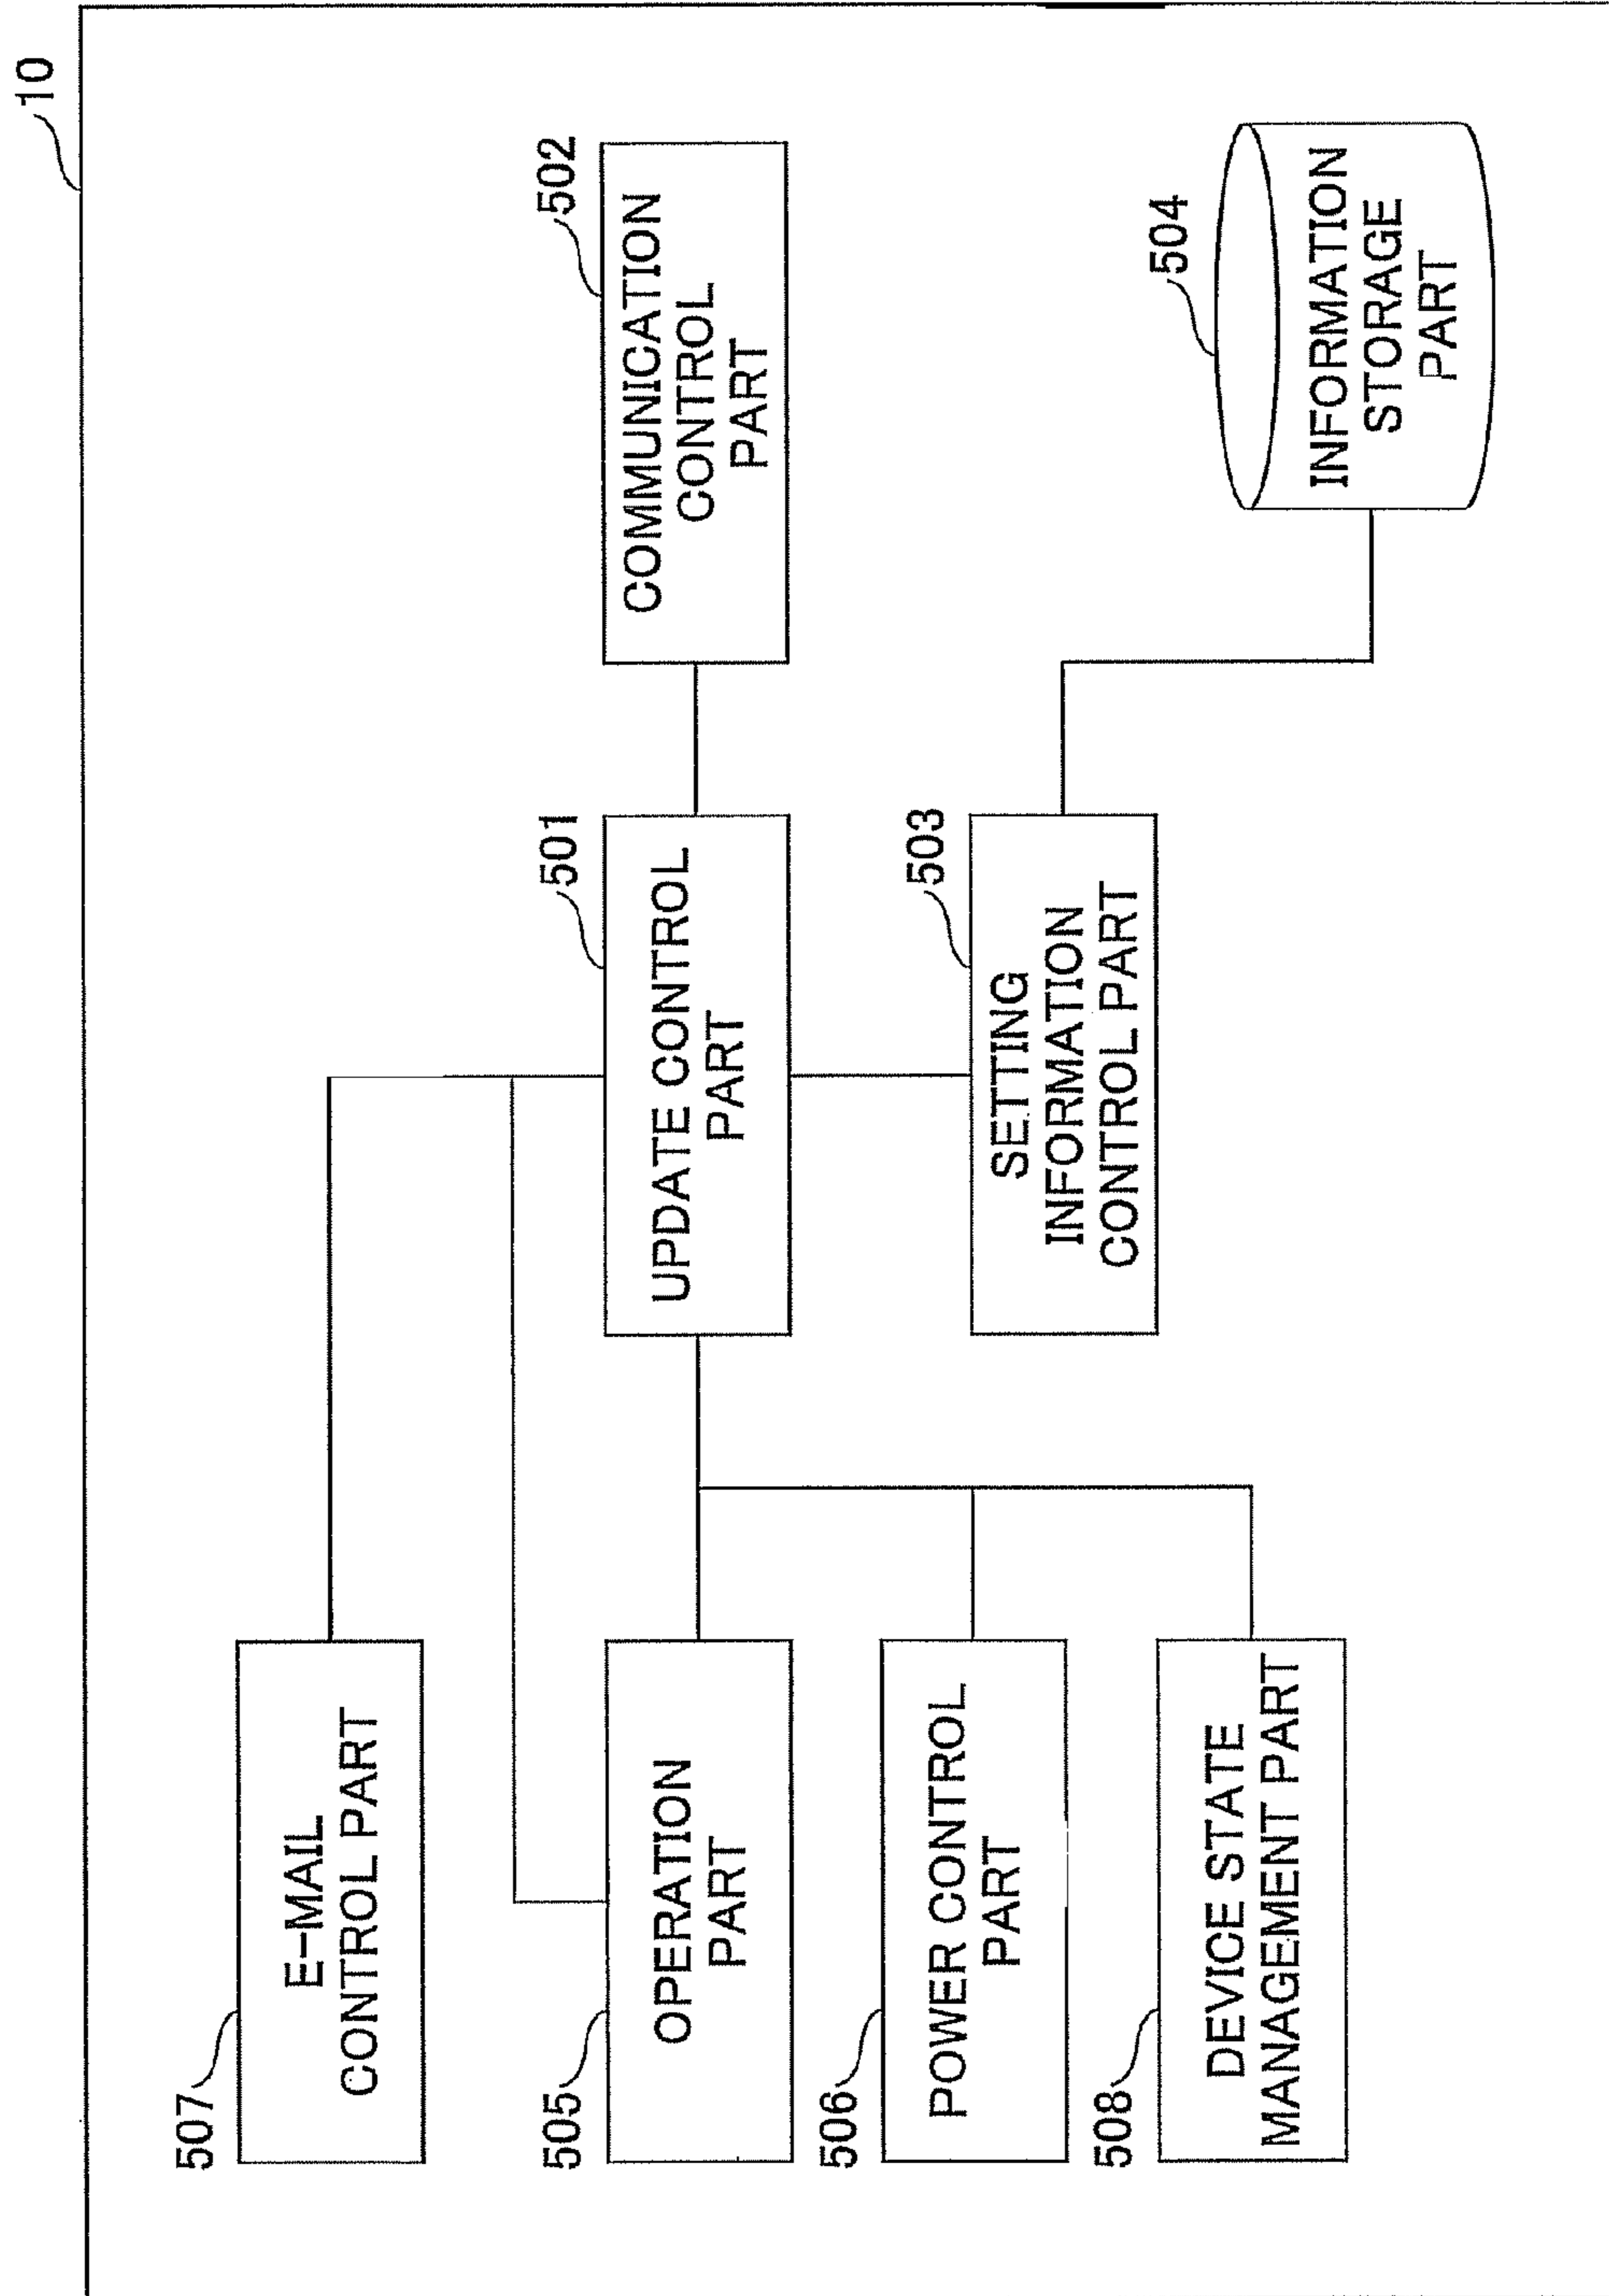 10
507
E-MAIL
CONTROL PART
505
OPERATION
PART
506
POWER CONTROL
PART
508
DEVICE STATE
MANAGEMENT PART
501
UPDATE CONTROL
PART
503
SETTING
INFORMATION
CONTROL PART
502
COMMUNICATION
CONTROL
PART
504
INFORMATION
STORAGE
PART